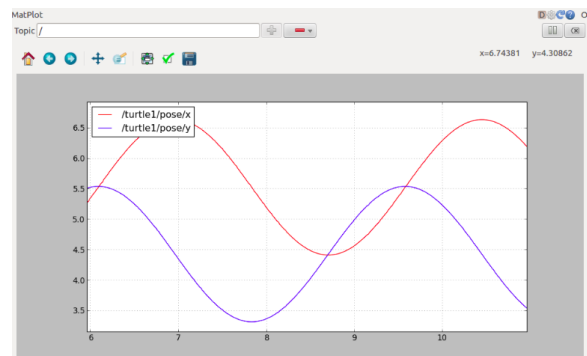 MatPlot
D C ? O
Topic /
x=6.74381 y=4.30862
/turtle1/pose/x
/turtle1/pose/y
6.5
6.0
5.5
5.0
4.5
4.0
3.5
6 7 8 9 10